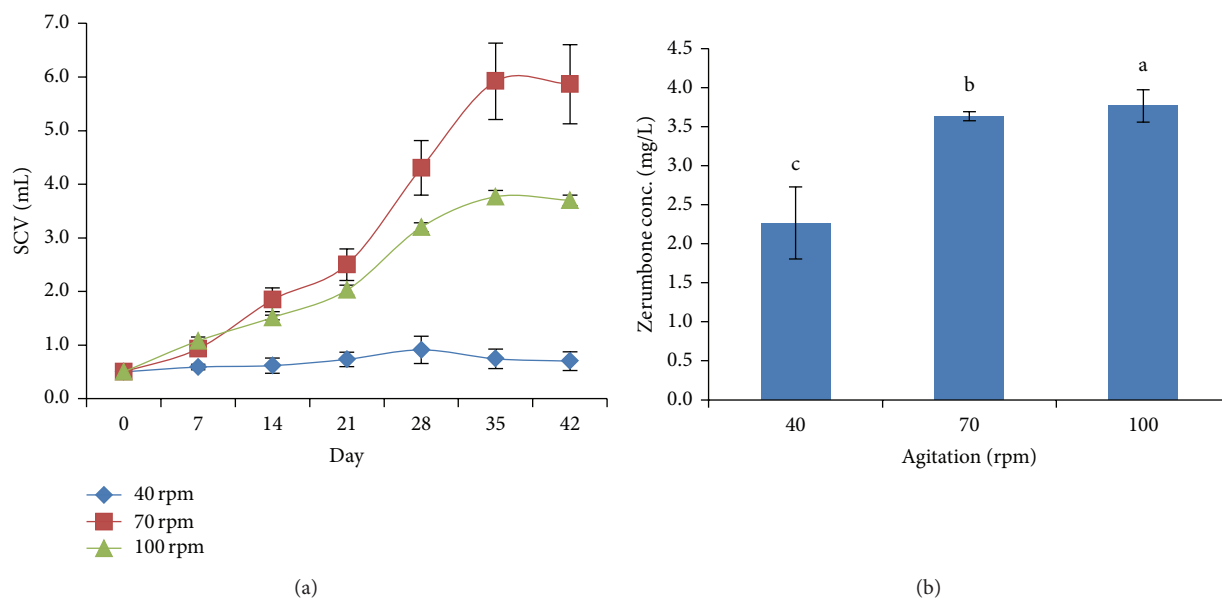 7.0
6.0
5.0
4.0
3.0
2.0
1.0
0.0
SCV (mL)
0 7 14 21 28 35 42
Day
40 rpm
70 rpm
100 rpm
(a)
4.5
4.0
3.5
3.0
2.5
2.0
1.5
1.0
0.5
0.0
Zerumbone conc. (mg/L)
c
b
a
40 70 100
Agitation (rpm)
(b)